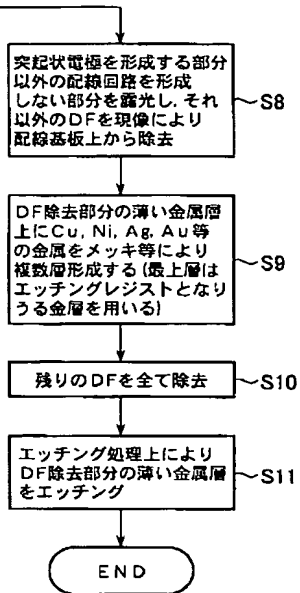 突起状電極を形成する部分
以外の配線回路を形成
しない部分を露光し、それ
以外のDFを現像により
配線基板上から除去
S8
DF除去部分の薄い金属層
上にCu, Ni, Ag, Au等
の金属をメッキ等により
複数層形成する(最上層は
エッチングレジストとなり
うる金層を用いる)
S9
残りのDFを全て除去
S10
エッチング処理上により
DF除去部分の薄い金属層
をエッチング
S11
END